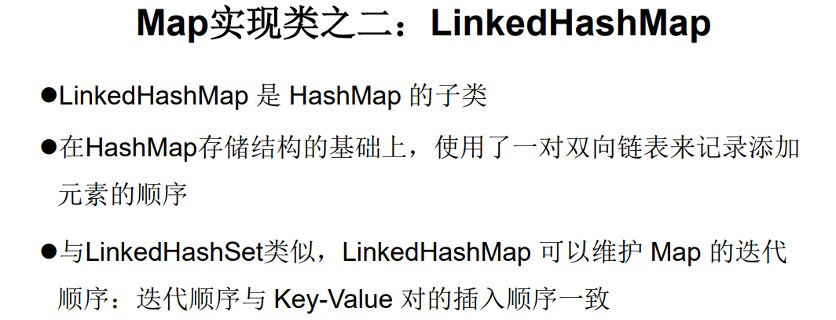 Map实现类之二：LinkedHashMap
●LinkedHashMap 是 HashMap 的子类
●在HashMap存储结构的基础上，使用了一对双向链表来记录添加
元素的顺序
●与LinkedHashSet类似，LinkedHashMap 可以维护 Map 的迭代
顺序：迭代顺序与 Key-Value 对的插入顺序一致